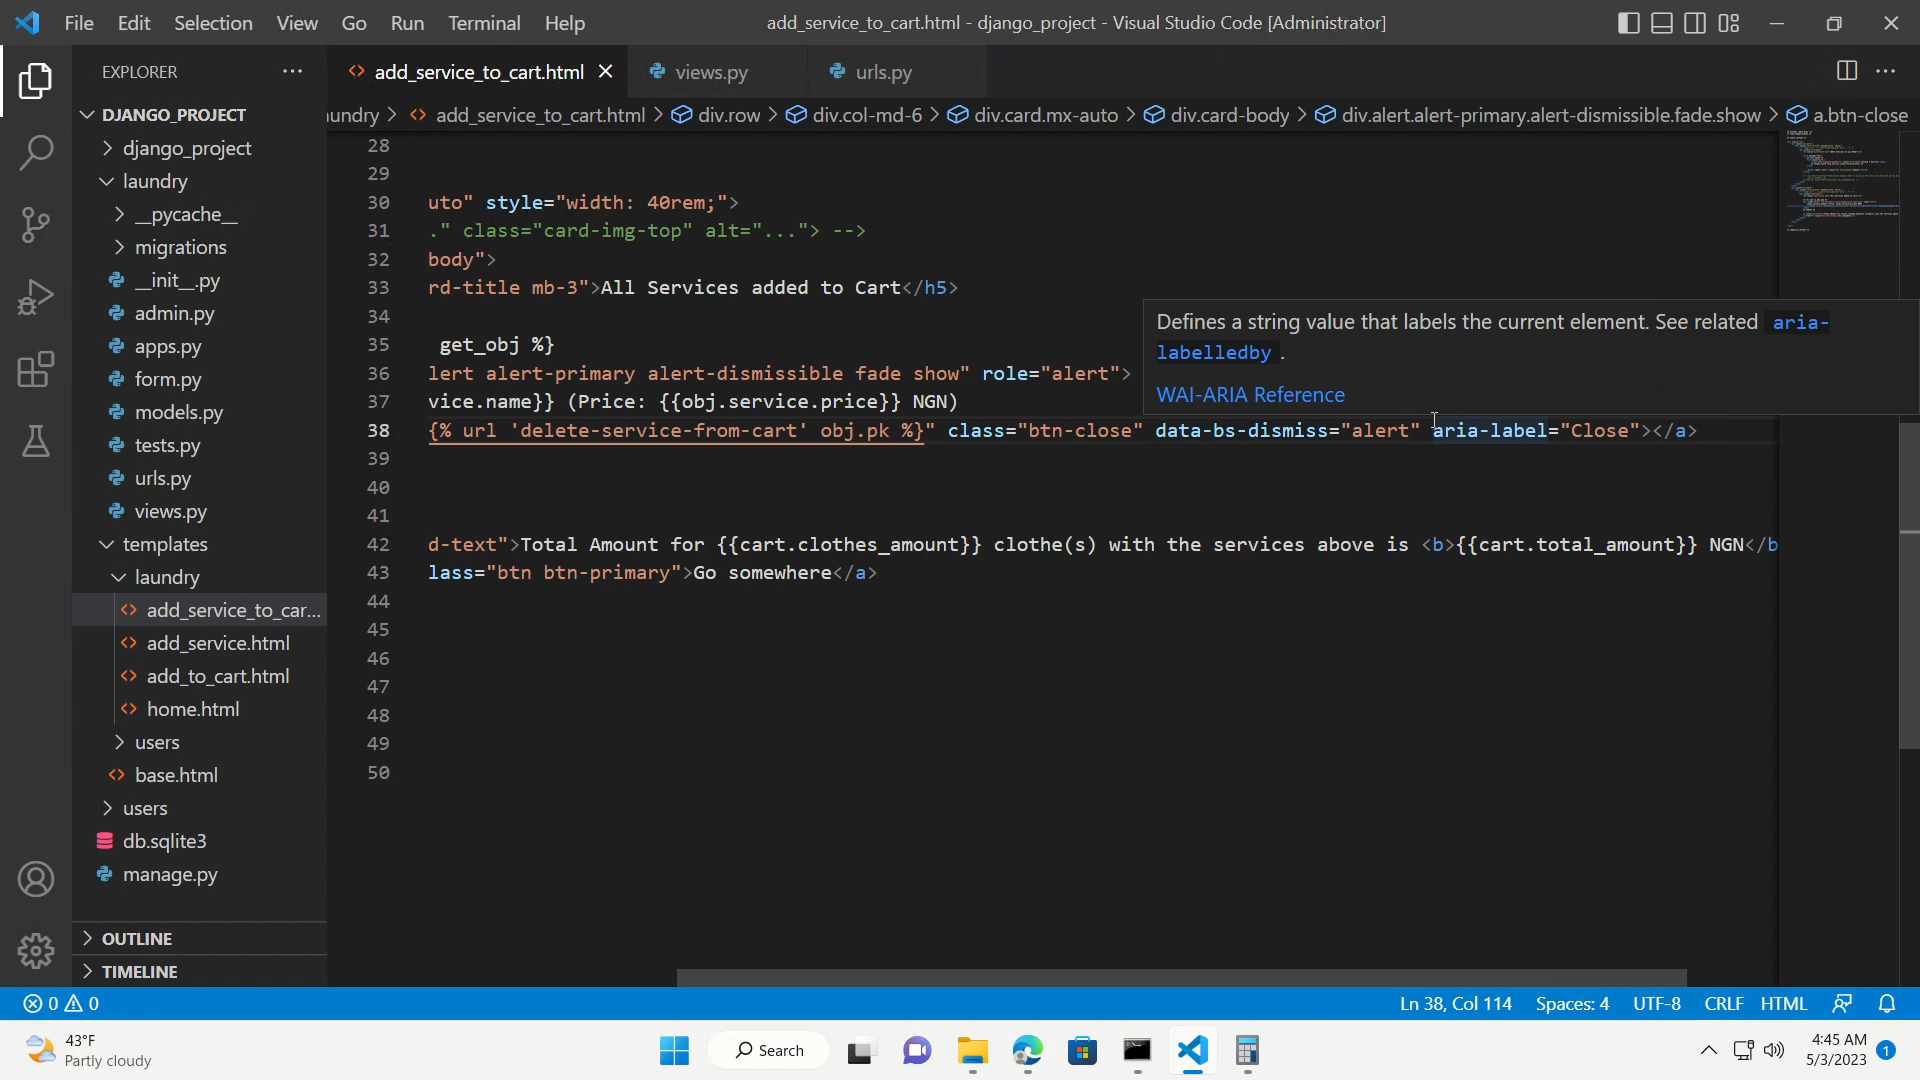 File Edit Selection View Go Run Terminal Help
add_service_to_cart.html - django_project - Visual Studio Code [Administrator]
EXPLORER
add_service_to_cart.html
views.py
urls.py
DJANGO_PROJECT
aundry > add_service_to_cart.html > div.row > div.col-md-6 > div.card.mx-auto > div.card-body > div.alert.alert-primary.alert-dismissible.fade.show > a.btn-close
django_project
laundry
__pycache__
migrations
__init__.py
admin.py
apps.py
form.py
models.py
tests.py
urls.py
views.py
templates
laundry
add_service_to_car...
add_service.html
add_to_cart.html
home.html
users
base.html
users
db.sqlite3
manage.py
OUTLINE
TIMELINE
28
29
30 uto" style="width: 40rem;">
31 ." class="card-img-top" alt="..."> -->
32 body">
33 rd-title mb-3">All Services added to Cart</h5>
34
35 get_obj %}
36 lert alert-primary alert-dismissible fade show" role="alert">
37 vice.name}} (Price: {{obj.service.price}} NGN)
38 {% url 'delete-service-from-cart' obj.pk %}" class="btn-close" data-bs-dismiss="alert" aria-label="Close"></a>
39
40
41
42 d-text">Total Amount for {{cart.clothes_amount}} clothe(s) with the services above is <b>{{cart.total_amount}} NGN</b
43 lass="btn btn-primary">Go somewhere</a>
44
45
46
47
48
49
50
Defines a string value that labels the current element. See related aria-
labelledby .
WAI-ARIA Reference
0 0
Ln 38, Col 114 Spaces: 4 UTF-8 CRLF HTML
43°F
Partly cloudy
Search
4:45 AM
5/3/2023
1